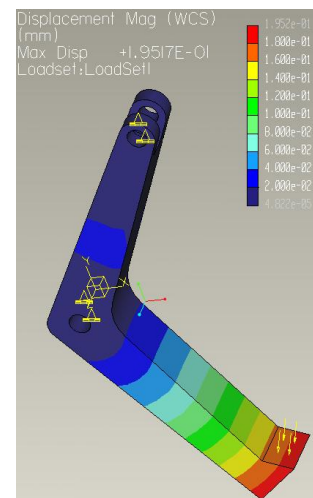 Displacement Mag (WCS)
(mm)
Max Disp +1.9517E-01
Loadset:LoadSet1
1.952e-01
1.800e-01
1.600e-01
1.400e-01
1.200e-01
1.000e-01
8.000e-02
6.000e-02
4.000e-02
2.000e-02
4.822e-05